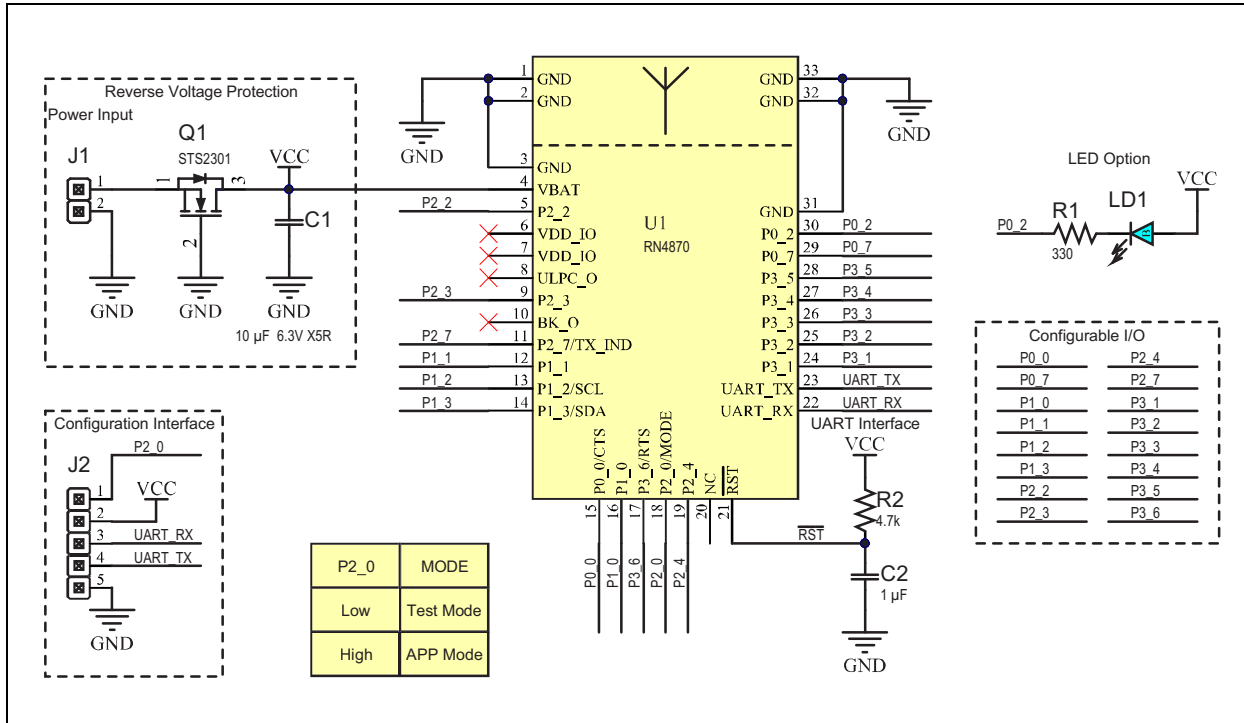 Reverse Voltage Protection
Power Input
J1
1
2
Q1
STS2301
1
3
2
VCC
C1
10 µF 6.3V X5R
GND
GND
GND
Configuration Interface
J2
P2_0
1
VCC
2
3 UART_RX
4 UART_TX
5
GND
P2_0 MODE
Low Test Mode
High APP Mode
GND
1 GND
2 GND
3 GND
4 VBAT
P2_2 5 P2_2
6 VDD_IO
7 VDD_IO
8 ULPC_O
P2_3 9 P2_3
10 BK_O
P2_7 11 P2_7/TX_IND
P1_1 12 P1_1
P1_2 13 P1_2/SCL
P1_3 14 P1_3/SDA
U1
RN4870
GND 33
GND 32
GND
GND 31
P0_2 30 P0_2
P0_7 29 P0_7
P3_5 28 P3_5
P3_4 27 P3_4
P3_3 26 P3_3
P3_2 25 P3_2
P3_1 24 P3_1
UART_TX 23 UART_TX
UART_RX 22 UART_RX
UART Interface
P0_0/CTS 15 P0_0
P1_0 16 P1_0
P3_6/RTS 17 P3_6
P2_0/MODE 18 P2_0
P2_4 19 P2_4
NC 20
RST 21
RST
VCC
R2
4.7k
C2
1 µF
GND
LED Option
P0_2
R1
330
LD1
B
VCC
Configurable I/O
P0_0 P2_4
P0_7 P2_7
P1_0 P3_1
P1_1 P3_2
P1_2 P3_3
P1_3 P3_4
P2_2 P3_5
P2_3 P3_6